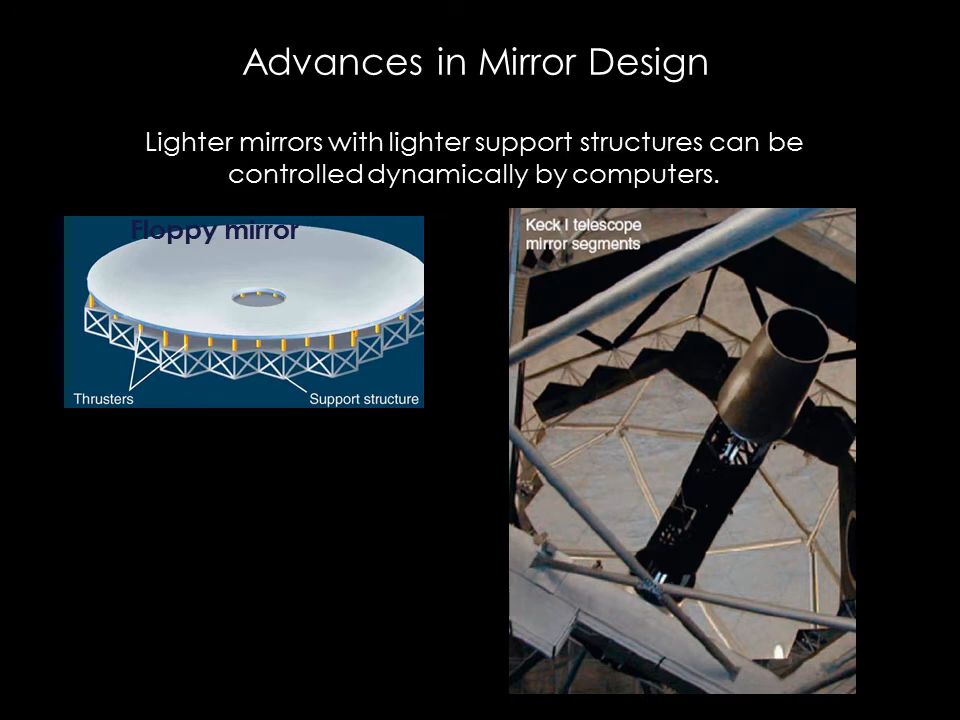 Advances in Mirror Design
Lighter mirrors with lighter support structures can be
controlled dynamically by computers.
Floppy mirror
Thrusters
Support structure
Keck I telescope
mirror segments